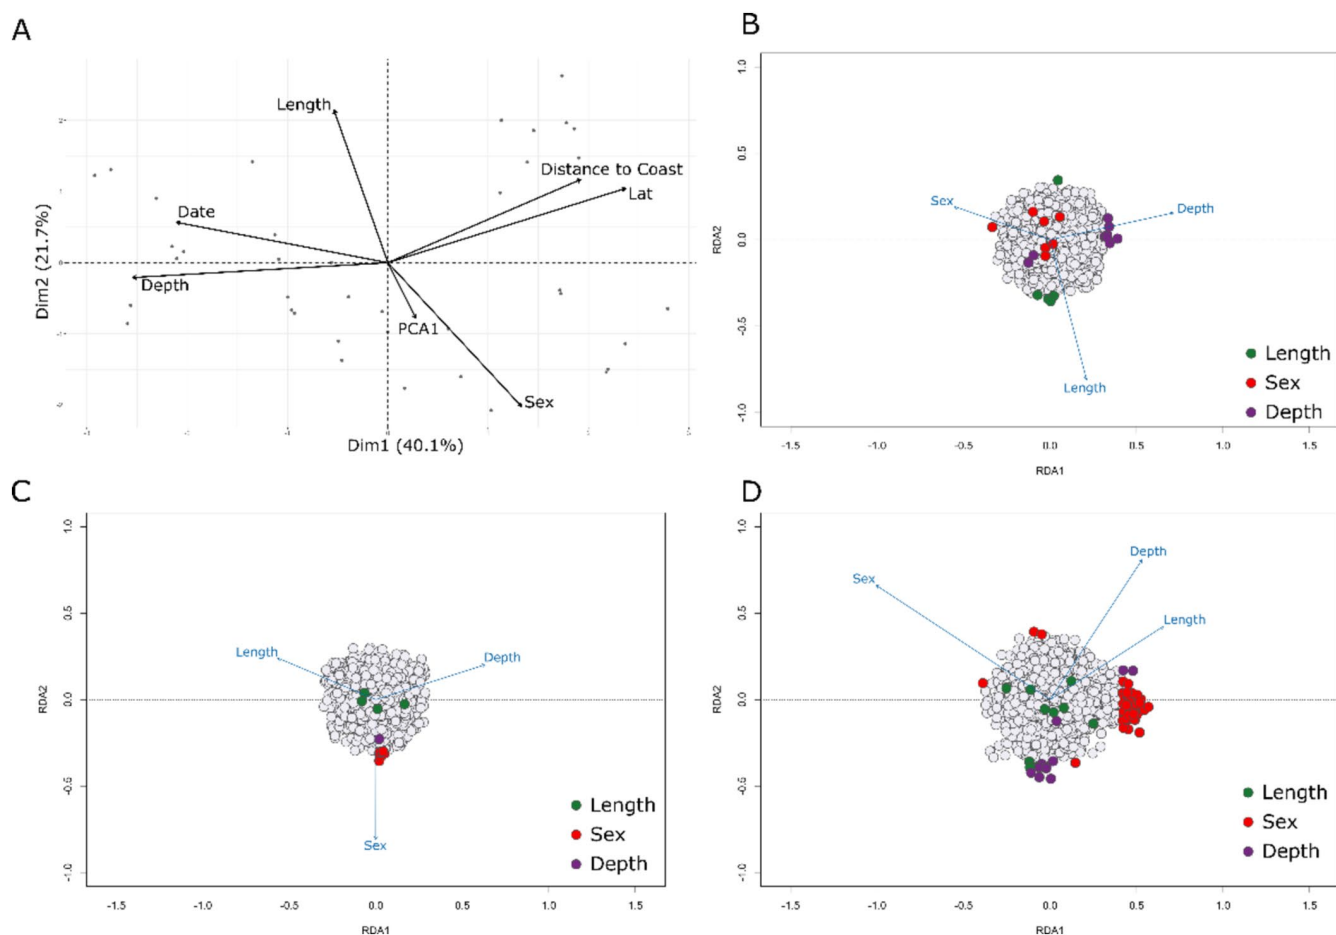 A
Length
Distance to Coast
Lat
Date
Depth
PCA1
Sex
Dim2 (21.7%)
Dim1 (40.1%)
B
1.0
0.5
0.0
-0.5
-1.0
RDA2
Sex
Depth
Length
Length
Sex
Depth
-1.5 -1.0 -0.5 0.0 0.5 1.0 1.5
RDA1
C
1.0
0.5
0.0
-0.5
-1.0
RDA2
Length
Depth
Sex
Length
Sex
Depth
-1.5 -1.0 -0.5 0.0 0.5 1.0 1.5
RDA1
D
1.0
0.5
0.0
-0.5
-1.0
RDA2
Depth
Sex
Length
Length
Sex
Depth
-1.5 -1.0 -0.5 0.0 0.5 1.0 1.5
RDA1